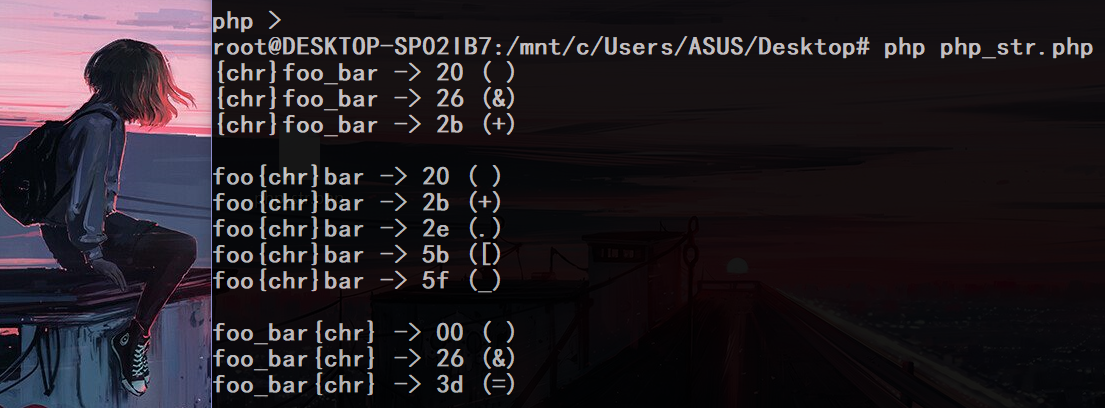 php >
root@DESKTOP-SPO2IB7:/mnt/c/Users/ASUS/Desktop# php php_str.php
{chr}foo_bar -> 20 ( )
{chr}foo_bar -> 26 (&)
{chr}foo_bar -> 2b (+)
foo{chr}bar -> 20 ( )
foo{chr}bar -> 2b (+)
foo{chr}bar -> 2e (.)
foo{chr}bar -> 5b ([)
foo{chr}bar -> 5f (_)
foo_bar{chr} -> 00 ( )
foo_bar{chr} -> 26 (&)
foo_bar{chr} -> 3d (=)